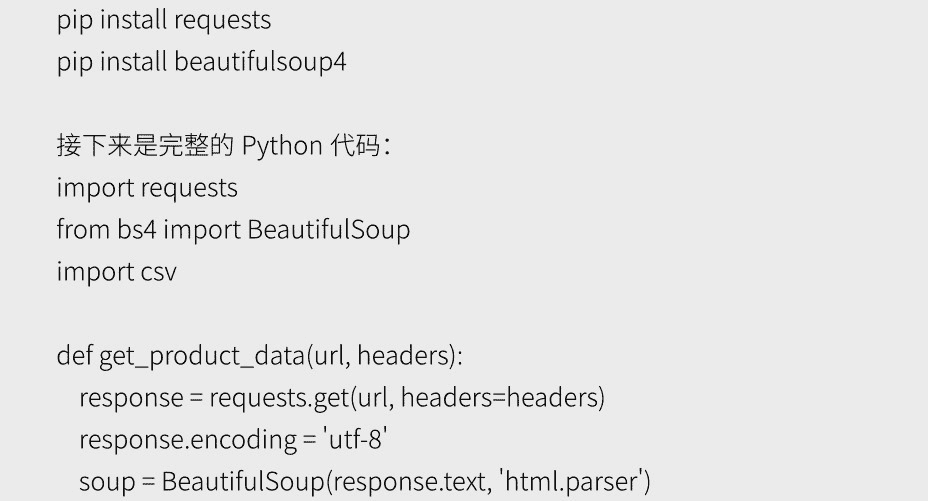 pip install requests
pip install beautifulsoup4
接下来是完整的 Python 代码：
import requests
from bs4 import BeautifulSoup
import csv
def get_product_data(url, headers):
response = requests.get(url, headers=headers)
response.encoding = 'utf-8'
soup = BeautifulSoup(response.text, 'html.parser')